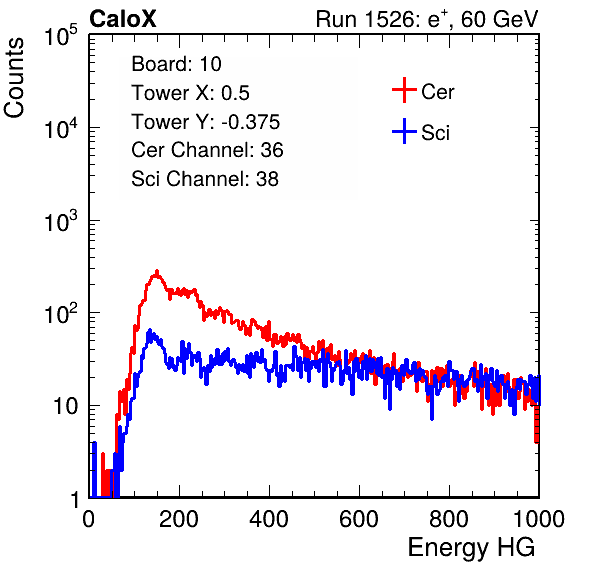 CaloX Run 1526: e⁺, 60 GeV
Counts
Board: 10
Tower X: 0.5
Tower Y: -0.375
Cer Channel: 36
Sci Channel: 38
Cer
Sci
10⁵
10⁴
10³
10²
10
1
0 200 400 600 800 1000
Energy HG